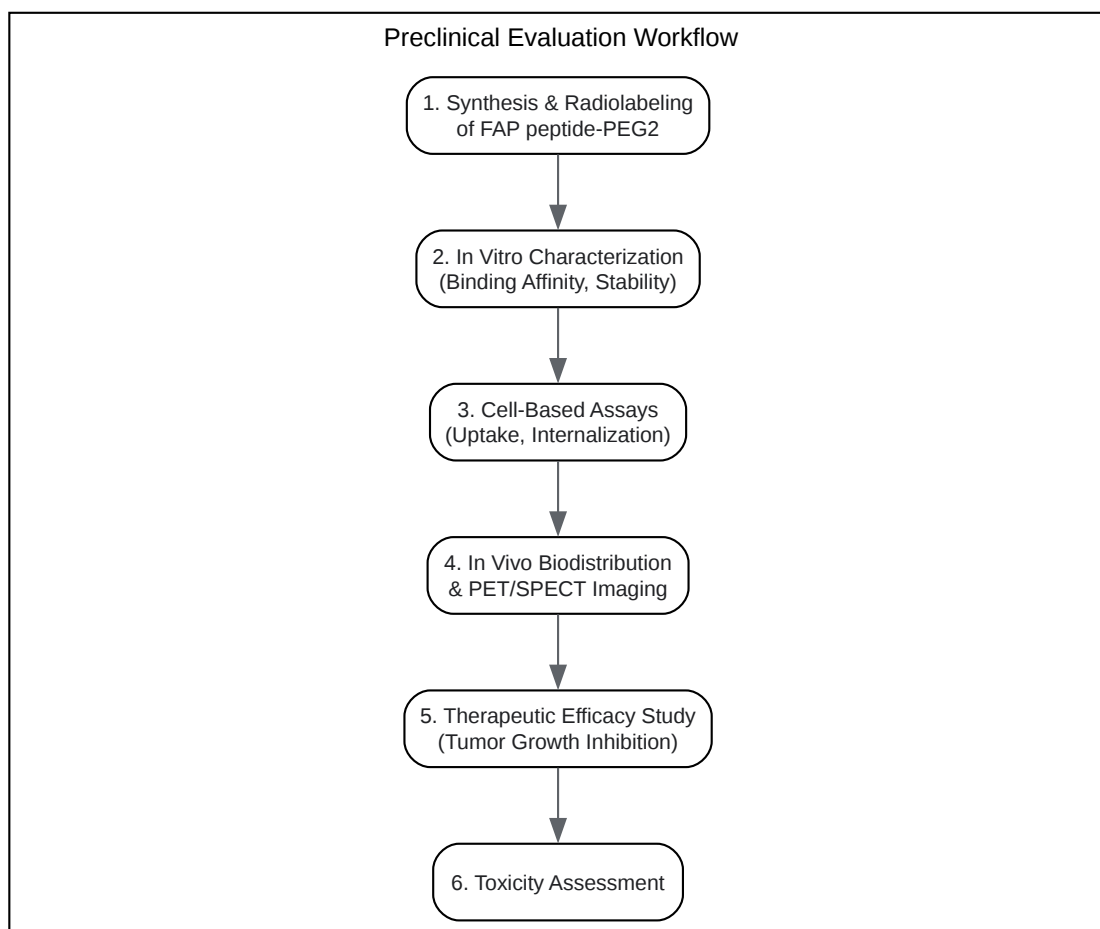 Preclinical Evaluation Workflow
1. Synthesis & Radiolabeling
of FAP peptide-PEG2
2. In Vitro Characterization
(Binding Affinity, Stability)
3. Cell-Based Assays
(Uptake, Internalization)
4. In Vivo Biodistribution
& PET/SPECT Imaging
5. Therapeutic Efficacy Study
(Tumor Growth Inhibition)
6. Toxicity Assessment